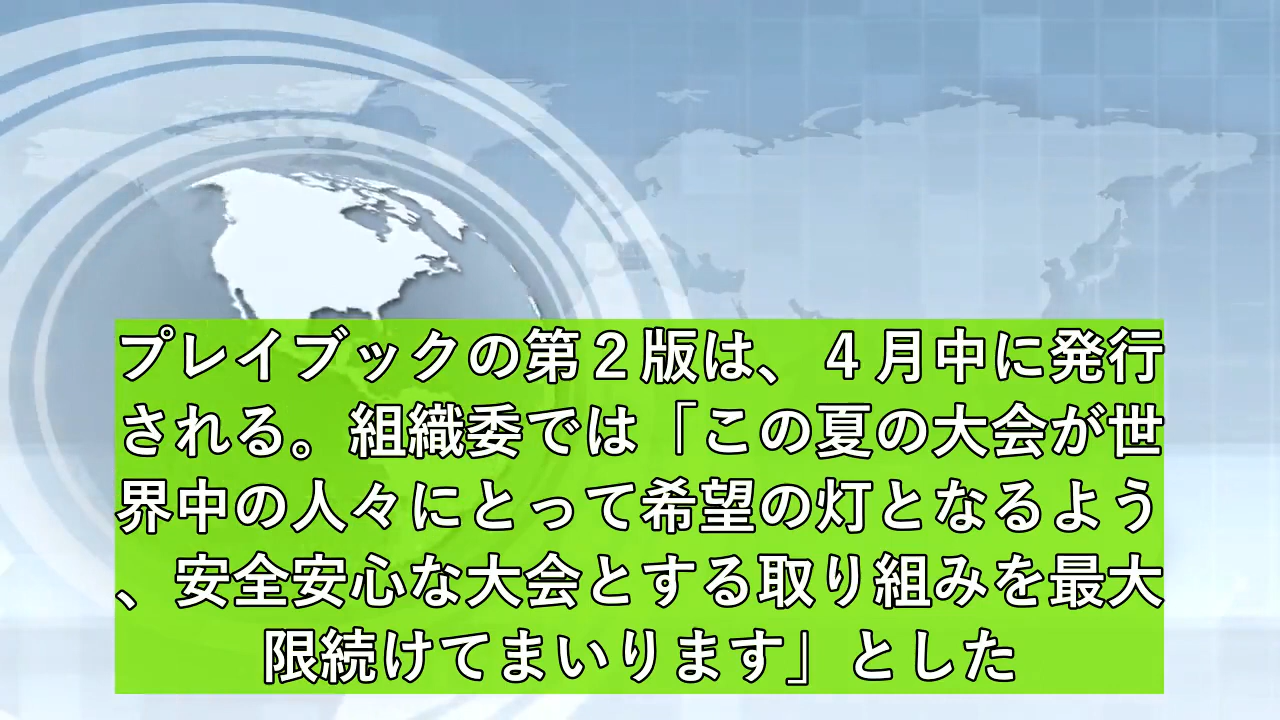 プレイブックの第２版は、４月中に発行
される。組織委では「この夏の大会が世
界中の人々にとって希望の灯となるよう
、安全安心な大会とする取り組みを最大
限続けてまいります」とした